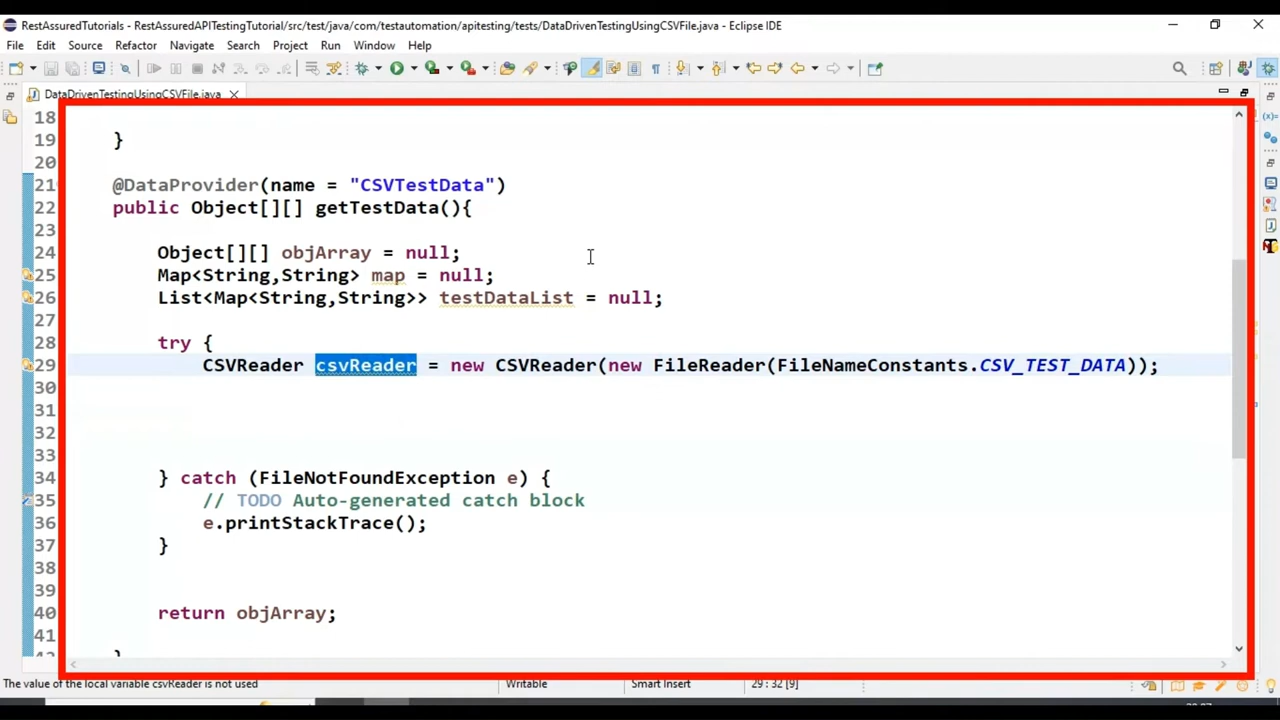 RestAssuredTutorials - RestAssuredAPITestingTutorial/src/test/java/com/testautomation/apitesting/tests/DataDrivenTestingUsingCSVFile.java - Eclipse IDE
File Edit Source Refactor Navigate Search Project Run Window Help
DataDrivenTestingUsingCSVFile.java
18
19 }
20
21 @DataProvider(name = "CSVTestData")
22 public Object[][] getTestData(){
23
24 Object[][] objArray = null;
25 Map<String,String> map = null;
26 List<Map<String,String>> testDataList = null;
27
28 try {
29 CSVReader csvReader = new CSVReader(new FileReader(FileNameConstants.CSV_TEST_DATA));
30
31
32
33
34 } catch (FileNotFoundException e) {
35 // TODO Auto-generated catch block
36 e.printStackTrace();
37 }
38
39
40 return objArray;
41
}
The value of the local variable csvReader is not used Writable Smart Insert 29 : 32 [9]